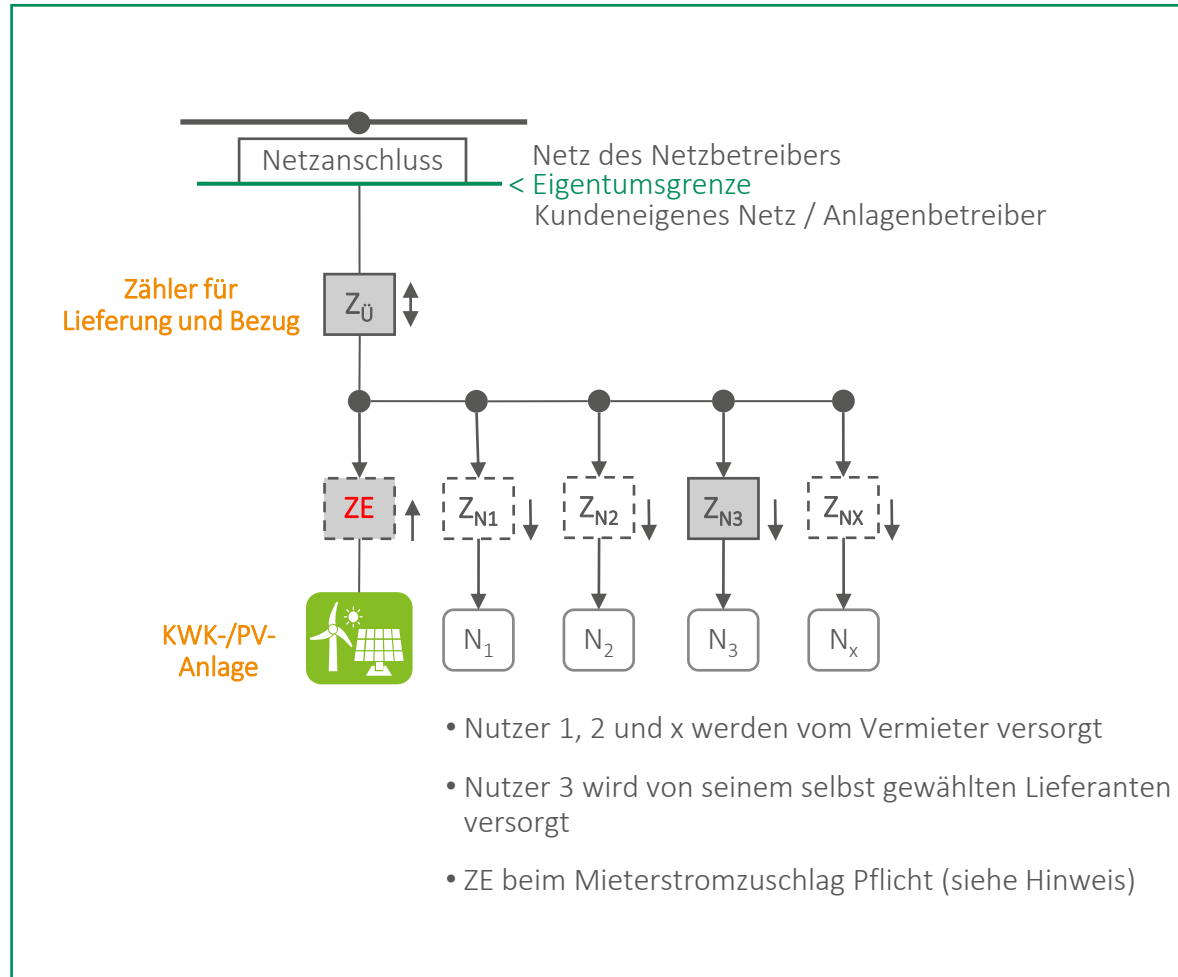 Netzanschluss
Netz des Netzbetreibers
< Eigentumsgrenze
Kundeneigenes Netz / Anlagenbetreiber
Zähler für
Lieferung und Bezug
ZÜ
ZE
ZN1
ZN2
ZN3
ZNX
KWK-/PV-
Anlage
N1
N2
N3
Nx
• Nutzer 1, 2 und x werden vom Vermieter versorgt
• Nutzer 3 wird von seinem selbst gewählten Lieferanten
versorgt
• ZE beim Mieterstromzuschlag Pflicht (siehe Hinweis)